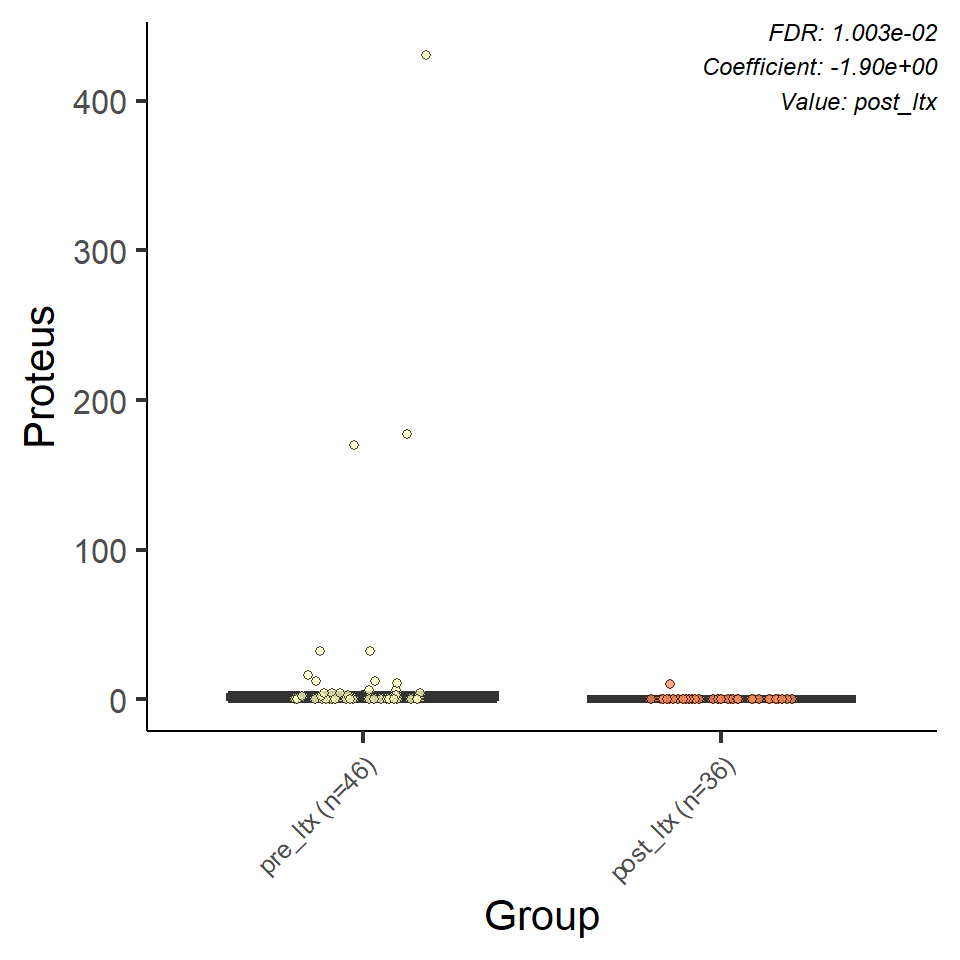 FDR: 1.003e-02
Coefficient: -1.90e+00
Value: post_ltx
400
300
200
100
0
Proteus
pre_ltx (n=46)
post_ltx (n=36)
Group